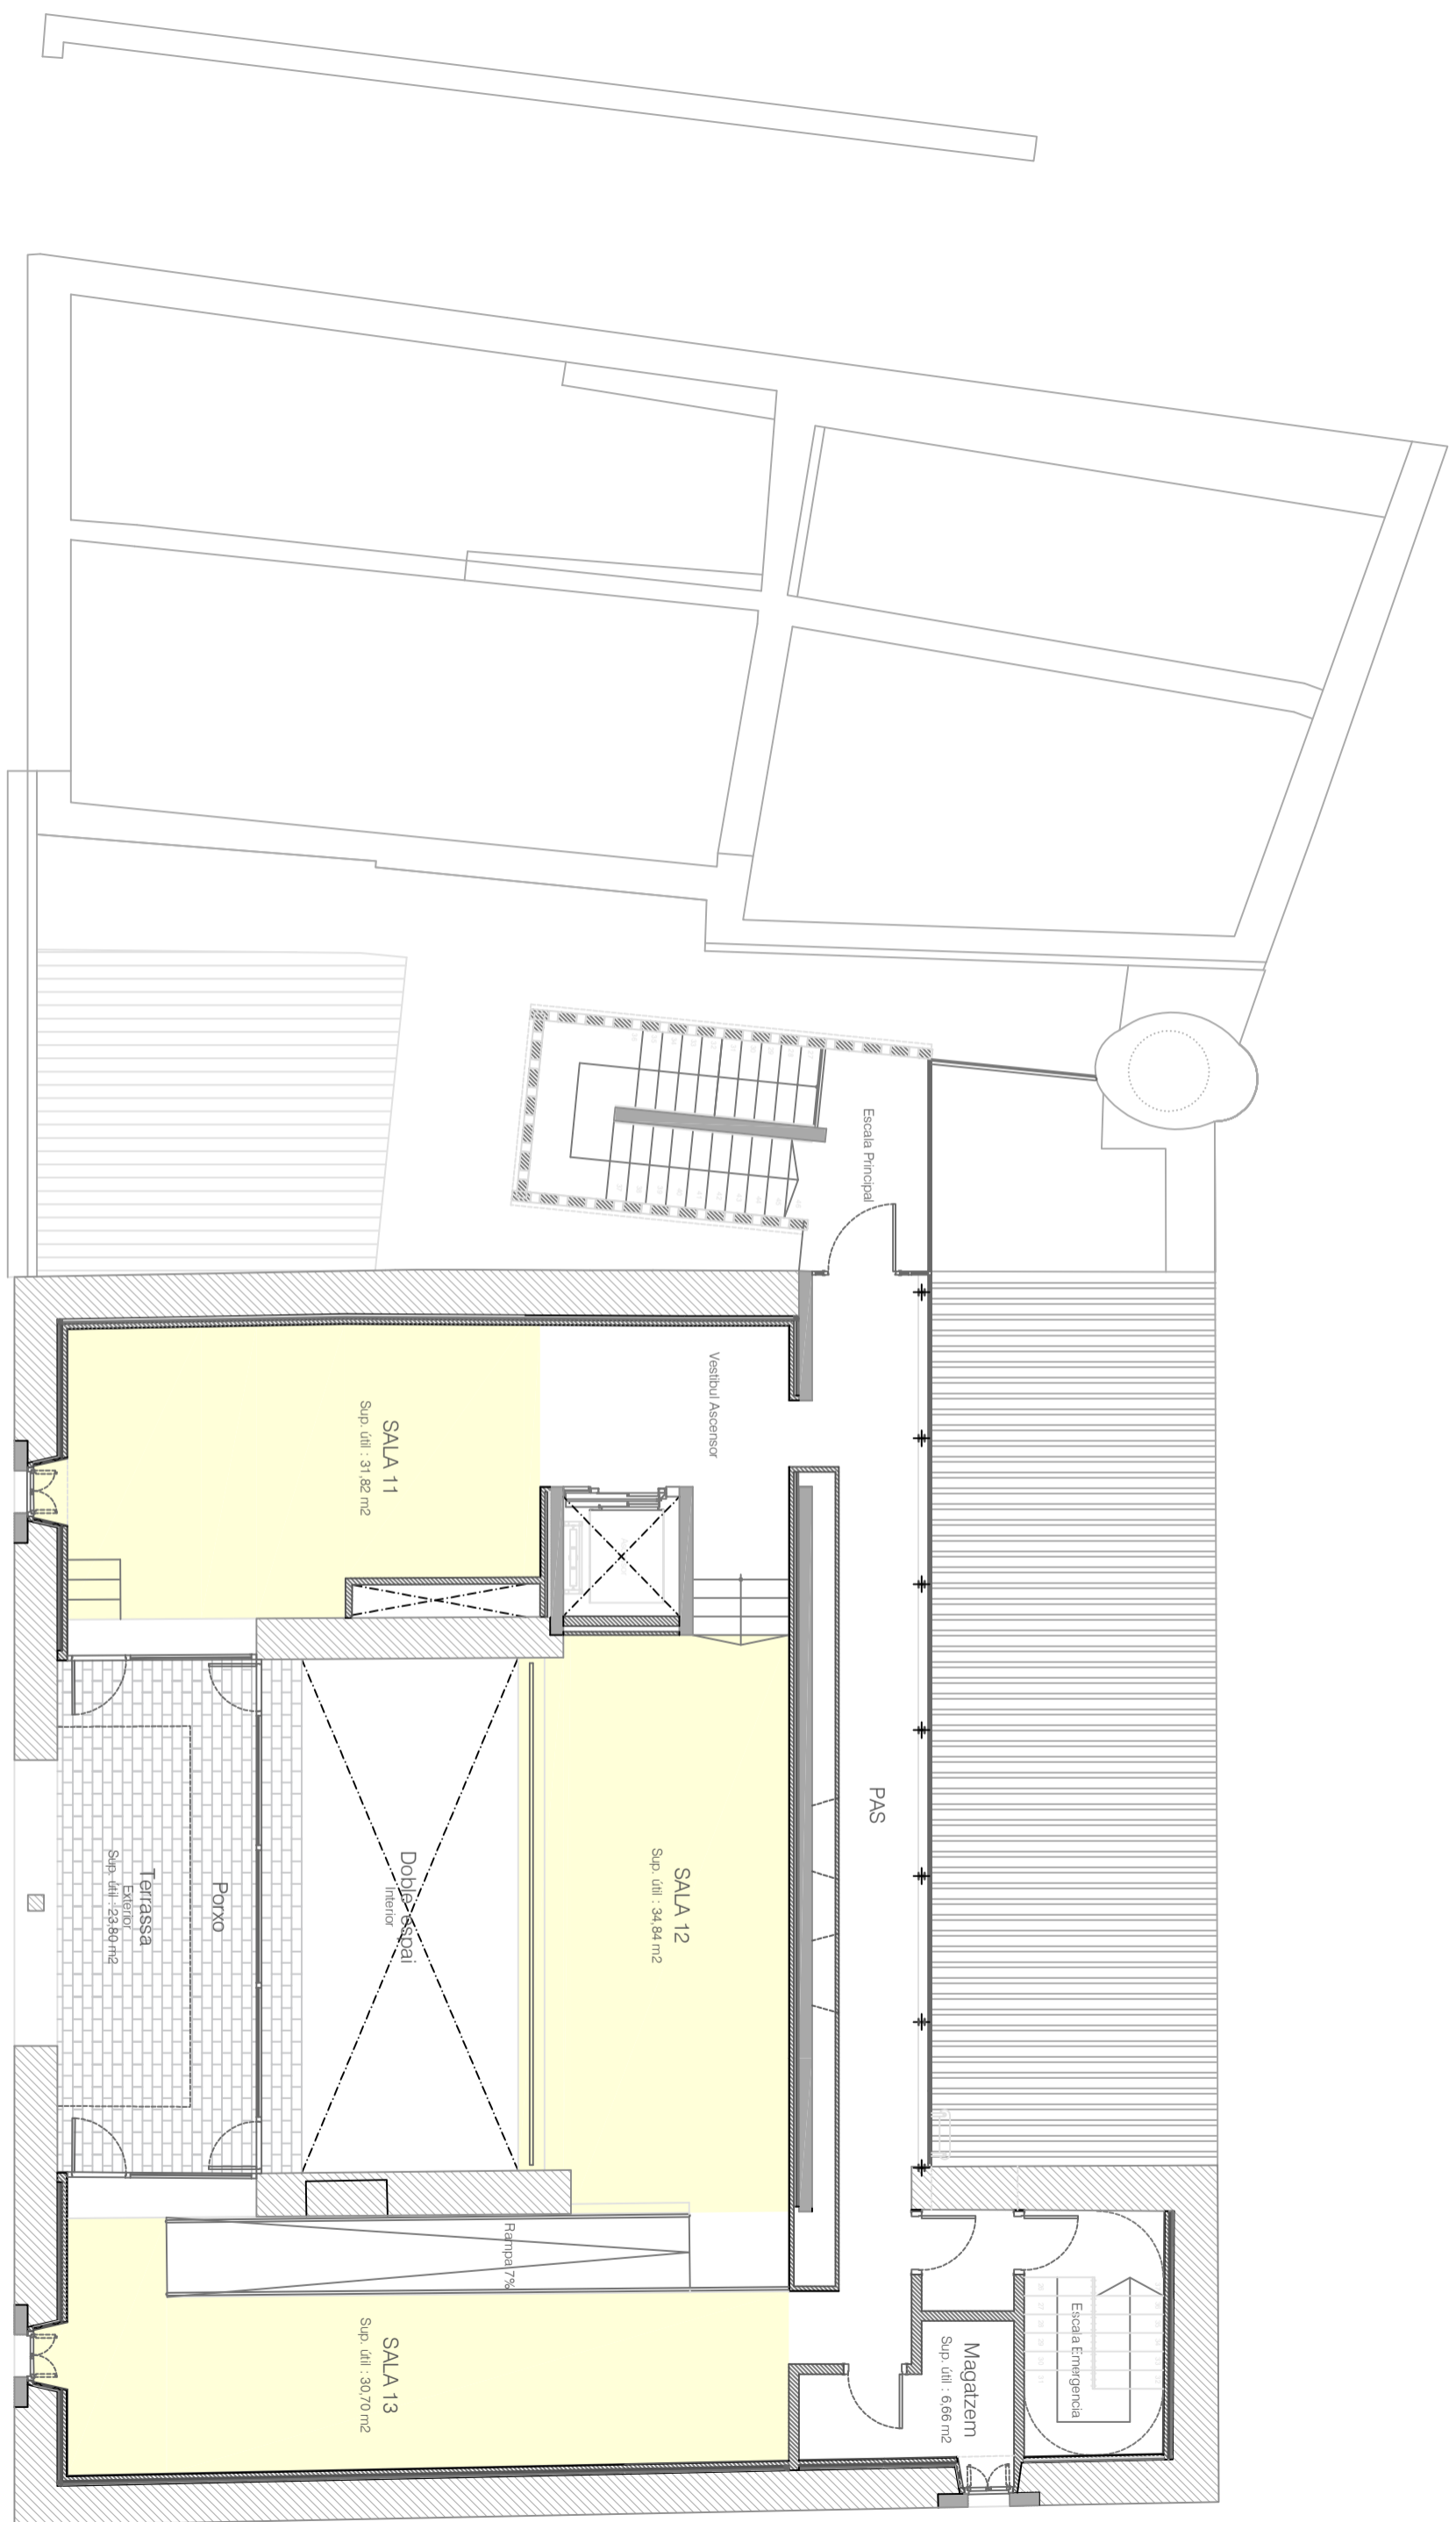 Escala Principal
Vestíbul Ascensor
SALA 11
Sup. útil : 31,82 m2
PAS
SALA 12
Sup. útil : 34,84 m2
Doble espai
Interior
Porxo
Terrassa
Exterior
Sup. útil : 23,80 m2
Rampa 7%
SALA 13
Sup. útil : 30,70 m2
Magatzem
Sup. útil : 6,66 m2
Escala Emergencia